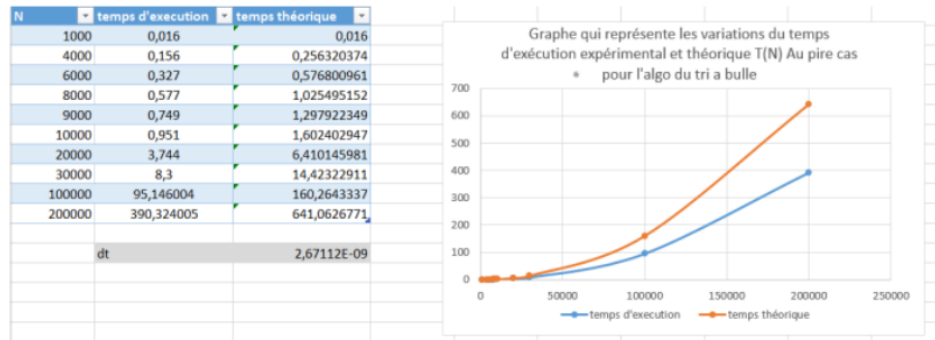 N temps d'execution temps théorique
1000 0,016 0,016
4000 0,156 0,256320374
6000 0,327 0,576800961
8000 0,577 1,025495152
9000 0,749 1,297922349
10000 0,951 1,602402947
20000 3,744 6,410145981
30000 8,3 14,42322911
100000 95,146004 160,2643337
200000 390,324005 641,0626771
dt 2,67112E-09
Graphe qui représente les variations du temps
d'exécution expérimental et théorique T(N) Au pire cas
* pour l'algo du tri a bulle
700
600
500
400
300
200
100
0
0 50000 100000 150000 200000 250000
temps d'execution temps théorique